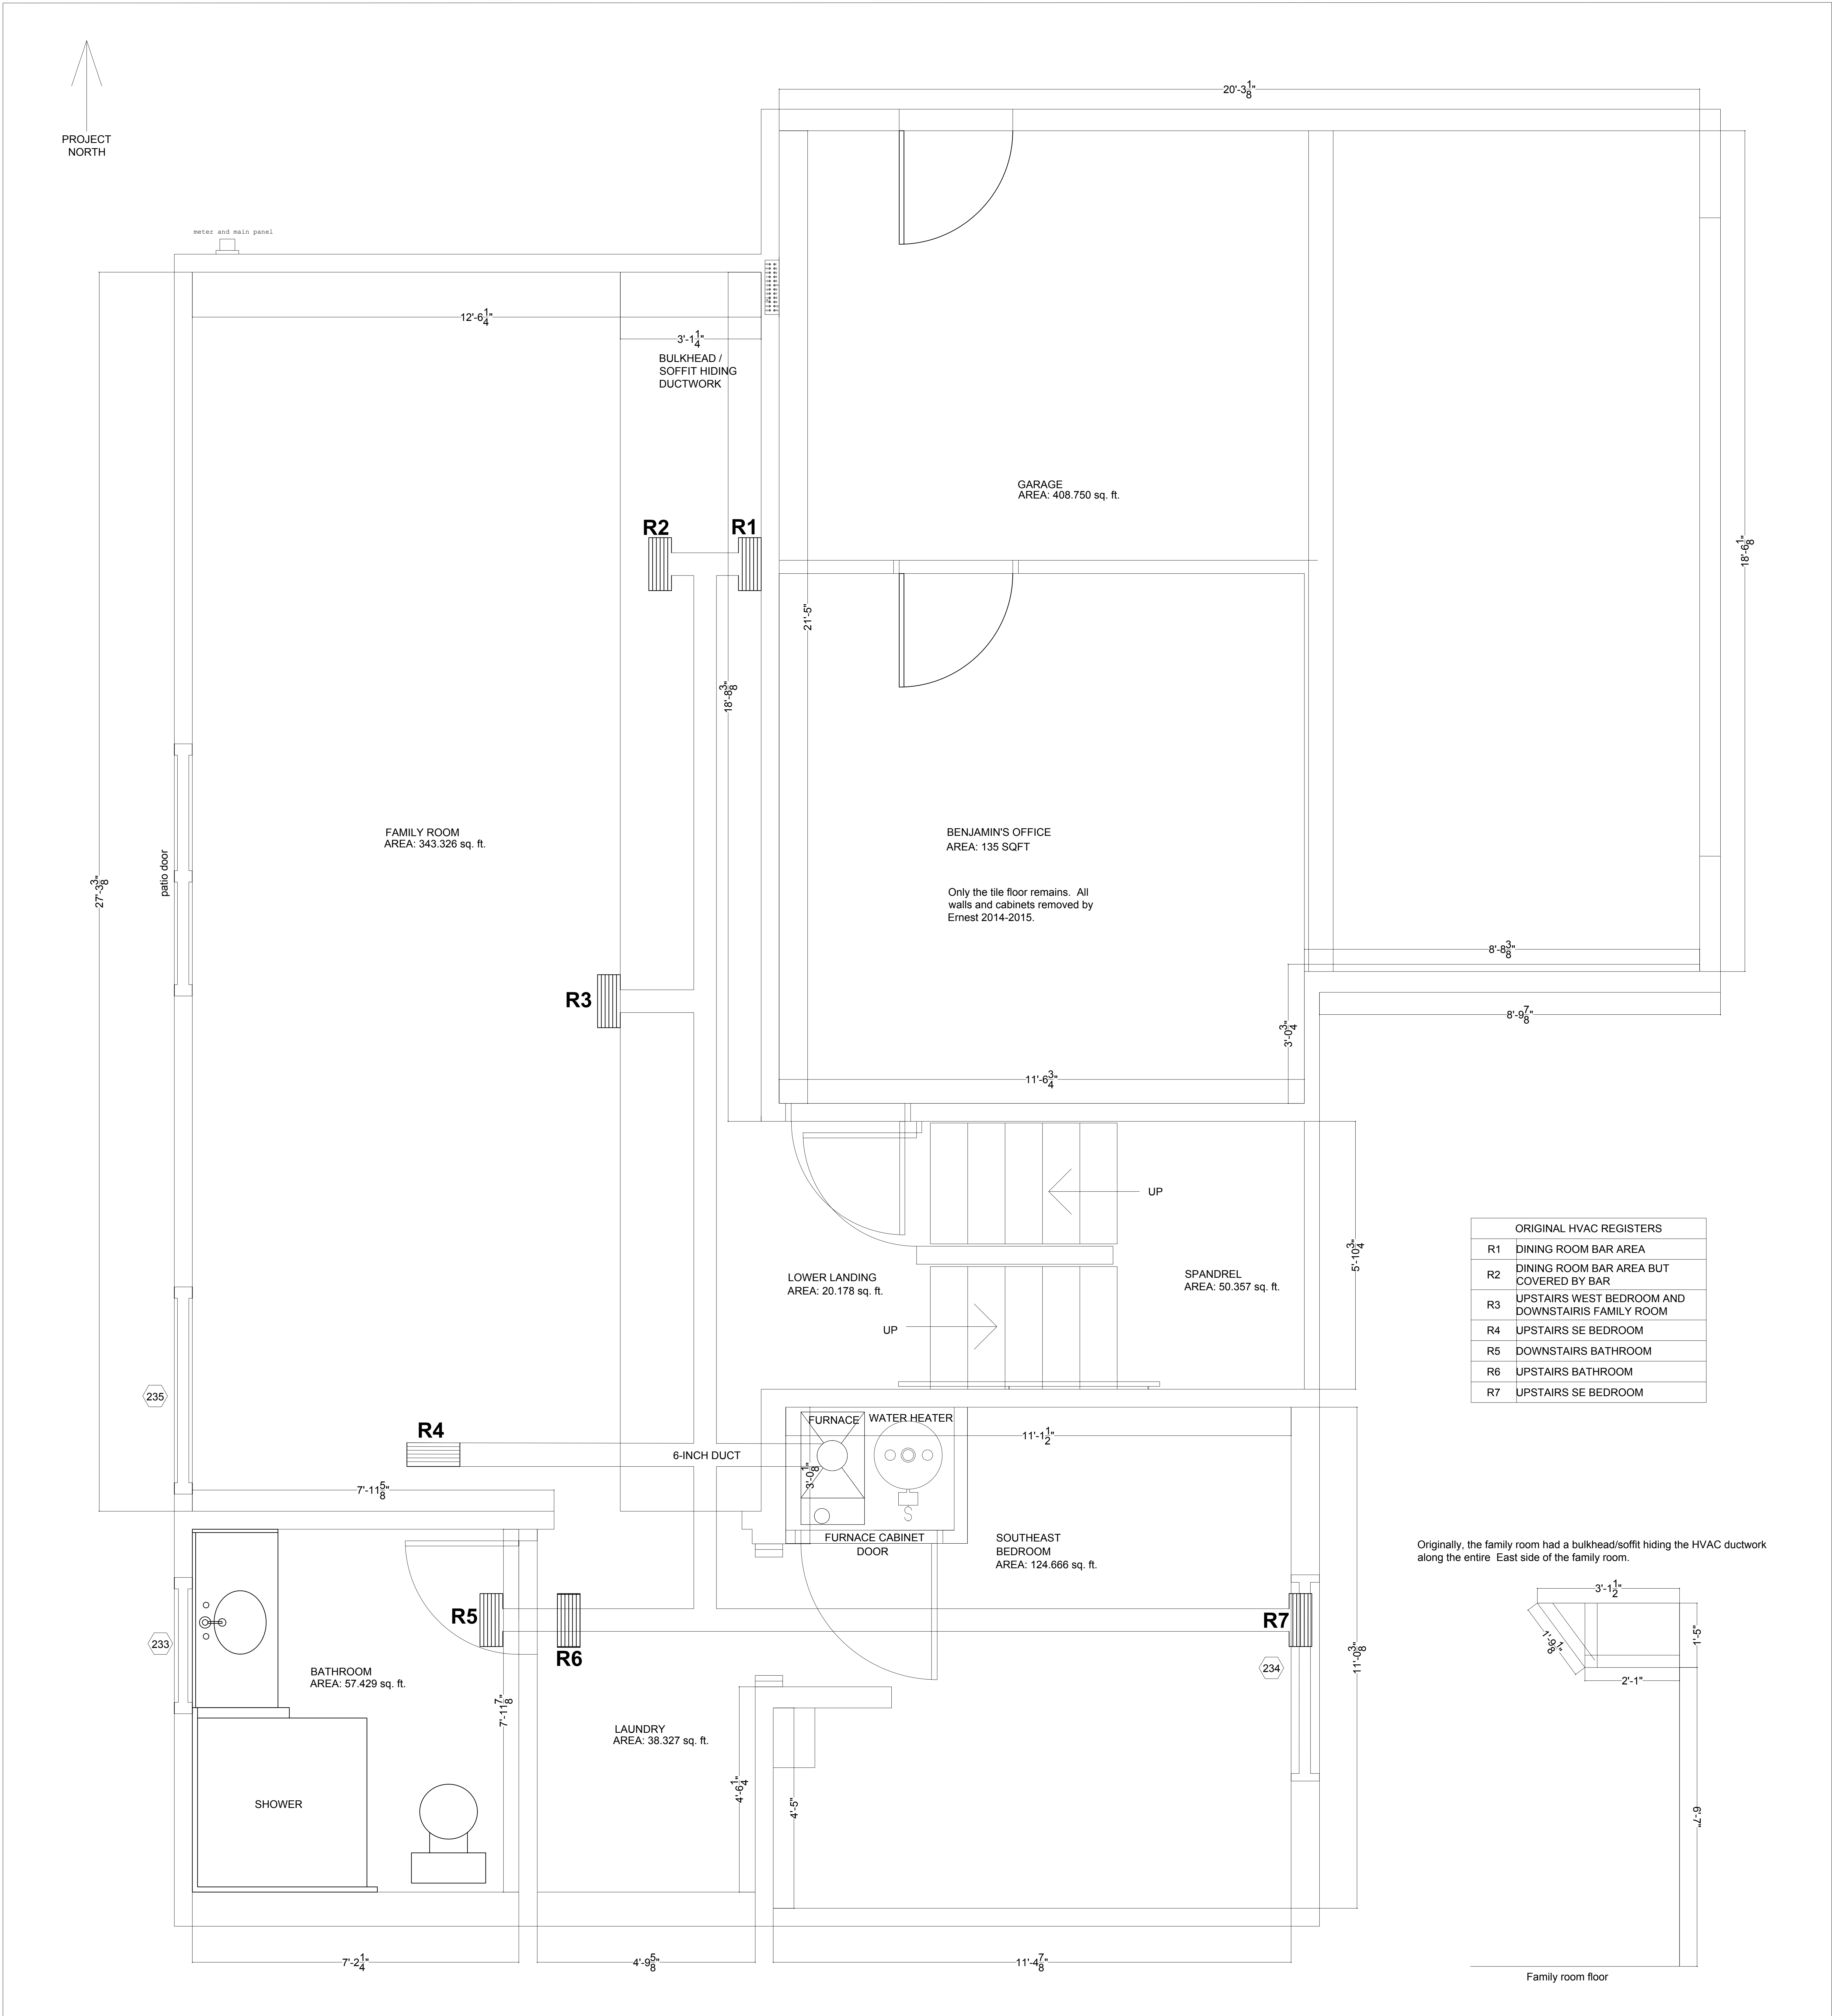 20'-3 1/8"
PROJECT
NORTH
meter and main panel
12'-6 1/4"
3'-1 1/4"
BULKHEAD /
SOFFIT HIDING
DUCTWORK
GARAGE
AREA: 408.750 sq. ft.
R2
R1
18'-6 1/8"
21'-5"
18'-8 3/8"
FAMILY ROOM
AREA: 343.326 sq. ft.
BENJAMIN'S OFFICE
AREA: 135 SQFT
patio door
27'-3 3/8"
Only the tile floor remains. All
walls and cabinets removed by
Ernest 2014-2015.
8'-8 3/8"
R3
8'-9 7/8"
3'-0 3/4"
11'-6 3/4"
UP
5'-10 3/4"
LOWER LANDING
AREA: 20.178 sq. ft.
SPANDREL
AREA: 50.357 sq. ft.
UP
ORIGINAL HVAC REGISTERS
R1 DINING ROOM BAR AREA
R2 DINING ROOM BAR AREA BUT
COVERED BY BAR
R3 UPSTAIRS WEST BEDROOM AND
DOWNSTAIRIS FAMILY ROOM
R4 UPSTAIRS SE BEDROOM
R5 DOWNSTAIRS BATHROOM
R6 UPSTAIRS BATHROOM
R7 UPSTAIRS SE BEDROOM
235
R4
FURNACE
WATER HEATER
11'-1 1/2"
6-INCH DUCT
3'-0 1/8"
7'-11 5/8"
S
FURNACE CABINET
DOOR
SOUTHEAST
BEDROOM
AREA: 124.666 sq. ft.
Originally, the family room had a bulkhead/soffit hiding the HVAC ductwork
along the entire East side of the family room.
3'-1 1/2"
1'-9 1/8"
1'-5"
2'-1"
R5
R6
R7
233
234
11'-0 3/8"
BATHROOM
AREA: 57.429 sq. ft.
7'-11 7/8"
LAUNDRY
AREA: 38.327 sq. ft.
4'-6 1/4"
4'-5"
SHOWER
6'-7"
7'-2 1/4"
4'-9 5/8"
11'-4 7/8"
Family room floor